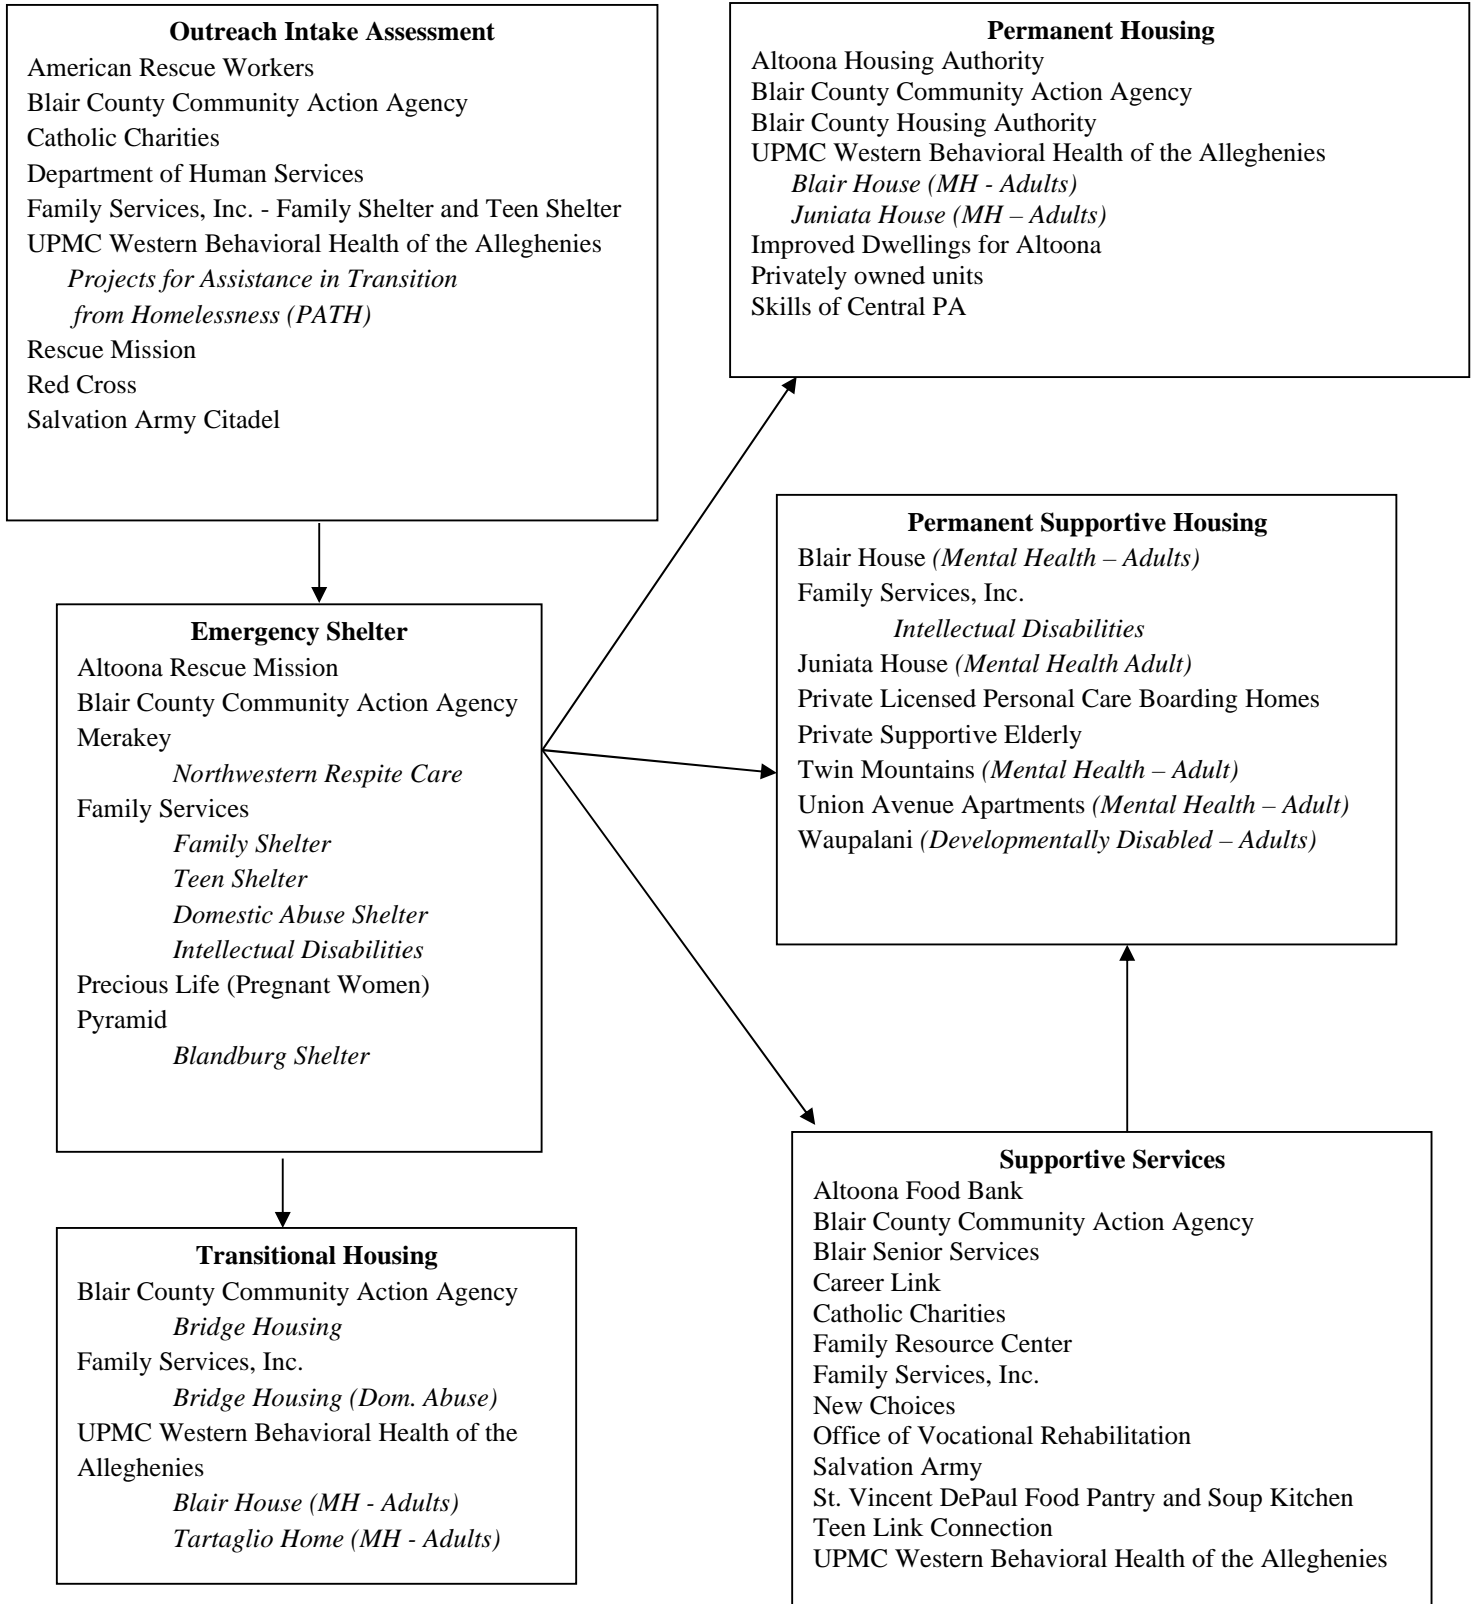 Outreach Intake Assessment
American Rescue Workers
Blair County Community Action Agency
Catholic Charities
Department of Human Services
Family Services, Inc. - Family Shelter and Teen Shelter
UPMC Western Behavioral Health of the Alleghenies
Projects for Assistance in Transition
from Homelessness (PATH)
Rescue Mission
Red Cross
Salvation Army Citadel
Permanent Housing
Altoona Housing Authority
Blair County Community Action Agency
Blair County Housing Authority
UPMC Western Behavioral Health of the Alleghenies
Blair House (MH - Adults)
Juniata House (MH – Adults)
Improved Dwellings for Altoona
Privately owned units
Skills of Central PA
Emergency Shelter
Altoona Rescue Mission
Blair County Community Action Agency
Merakey
Northwestern Respite Care
Family Services
Family Shelter
Teen Shelter
Domestic Abuse Shelter
Intellectual Disabilities
Precious Life (Pregnant Women)
Pyramid
Blandburg Shelter
Permanent Supportive Housing
Blair House (Mental Health – Adults)
Family Services, Inc.
Intellectual Disabilities
Juniata House (Mental Health Adult)
Private Licensed Personal Care Boarding Homes
Private Supportive Elderly
Twin Mountains (Mental Health – Adult)
Union Avenue Apartments (Mental Health – Adult)
Waupalani (Developmentally Disabled – Adults)
Transitional Housing
Blair County Community Action Agency
Bridge Housing
Family Services, Inc.
Bridge Housing (Dom. Abuse)
UPMC Western Behavioral Health of the
Alleghenies
Blair House (MH - Adults)
Tartaglio Home (MH - Adults)
Supportive Services
Altoona Food Bank
Blair County Community Action Agency
Blair Senior Services
Career Link
Catholic Charities
Family Resource Center
Family Services, Inc.
New Choices
Office of Vocational Rehabilitation
Salvation Army
St. Vincent DePaul Food Pantry and Soup Kitchen
Teen Link Connection
UPMC Western Behavioral Health of the Alleghenies